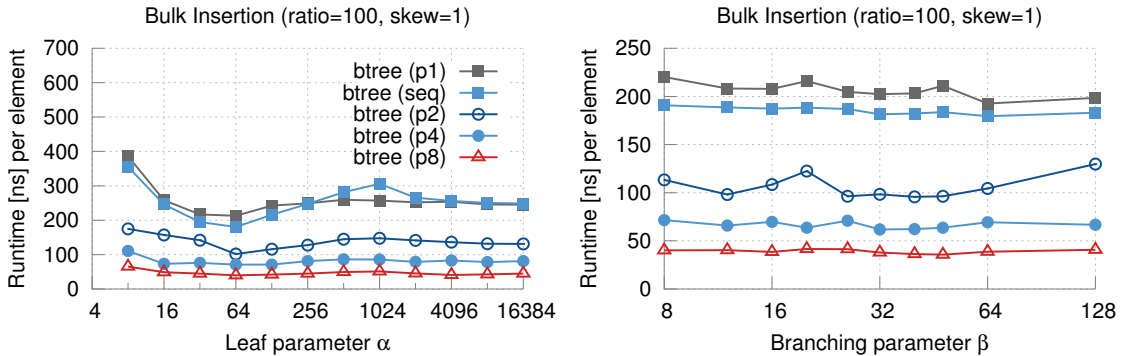 Bulk Insertion (ratio=100, skew=1)
Runtime [ns] per element
700
600
500
400
300
200
100
0
btree (p1)
btree (seq)
btree (p2)
btree (p4)
btree (p8)
4 16 64 256 1024 4096 16384
Leaf parameter α
Bulk Insertion (ratio=100, skew=1)
Runtime [ns] per element
250
200
150
100
50
0
8 16 32 64 128
Branching parameter β